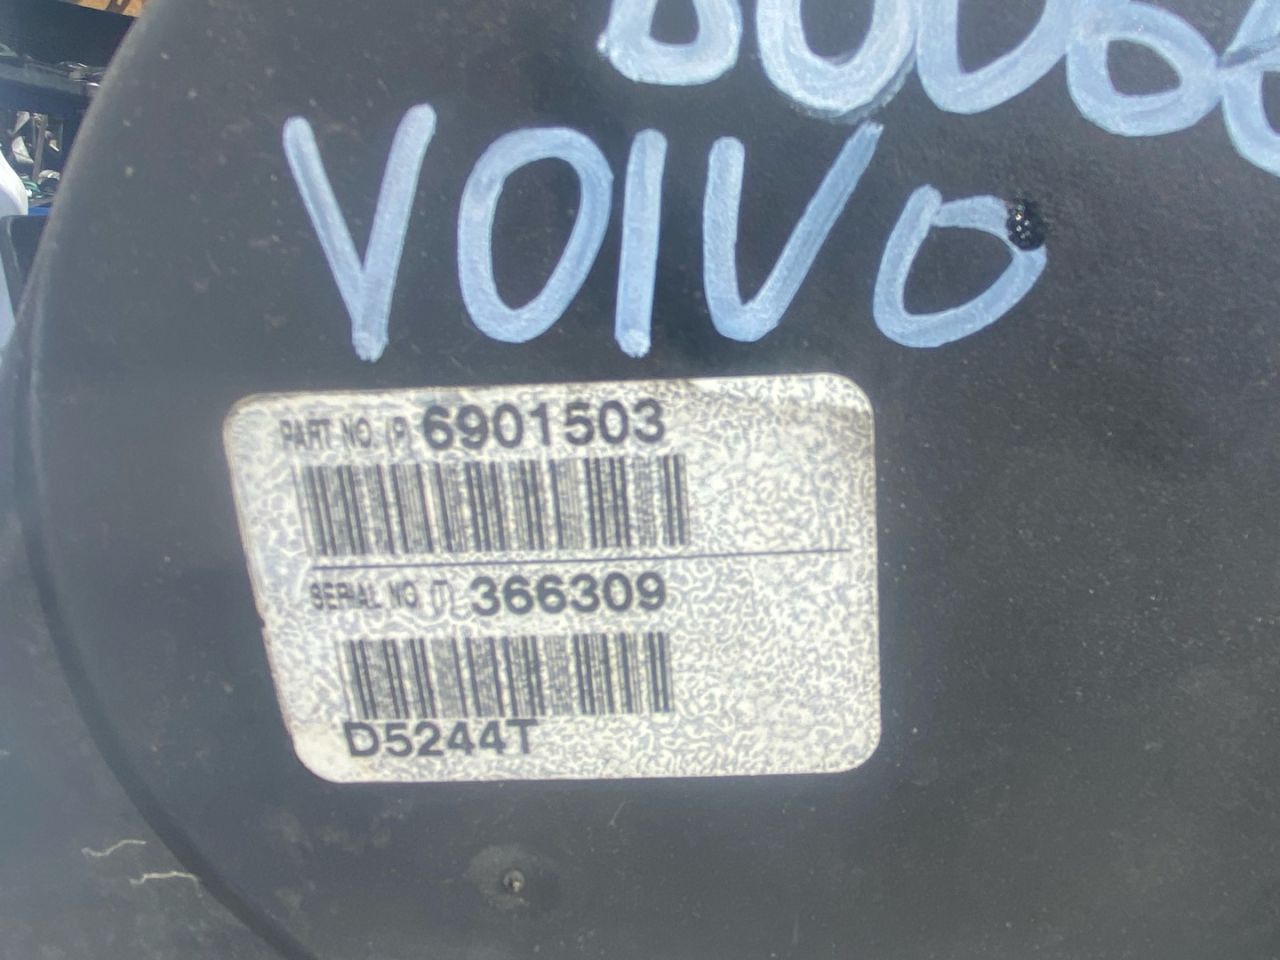 VOIVO
PART NO. (P) 6901503
SERIAL NO (T) 366309
D5244T